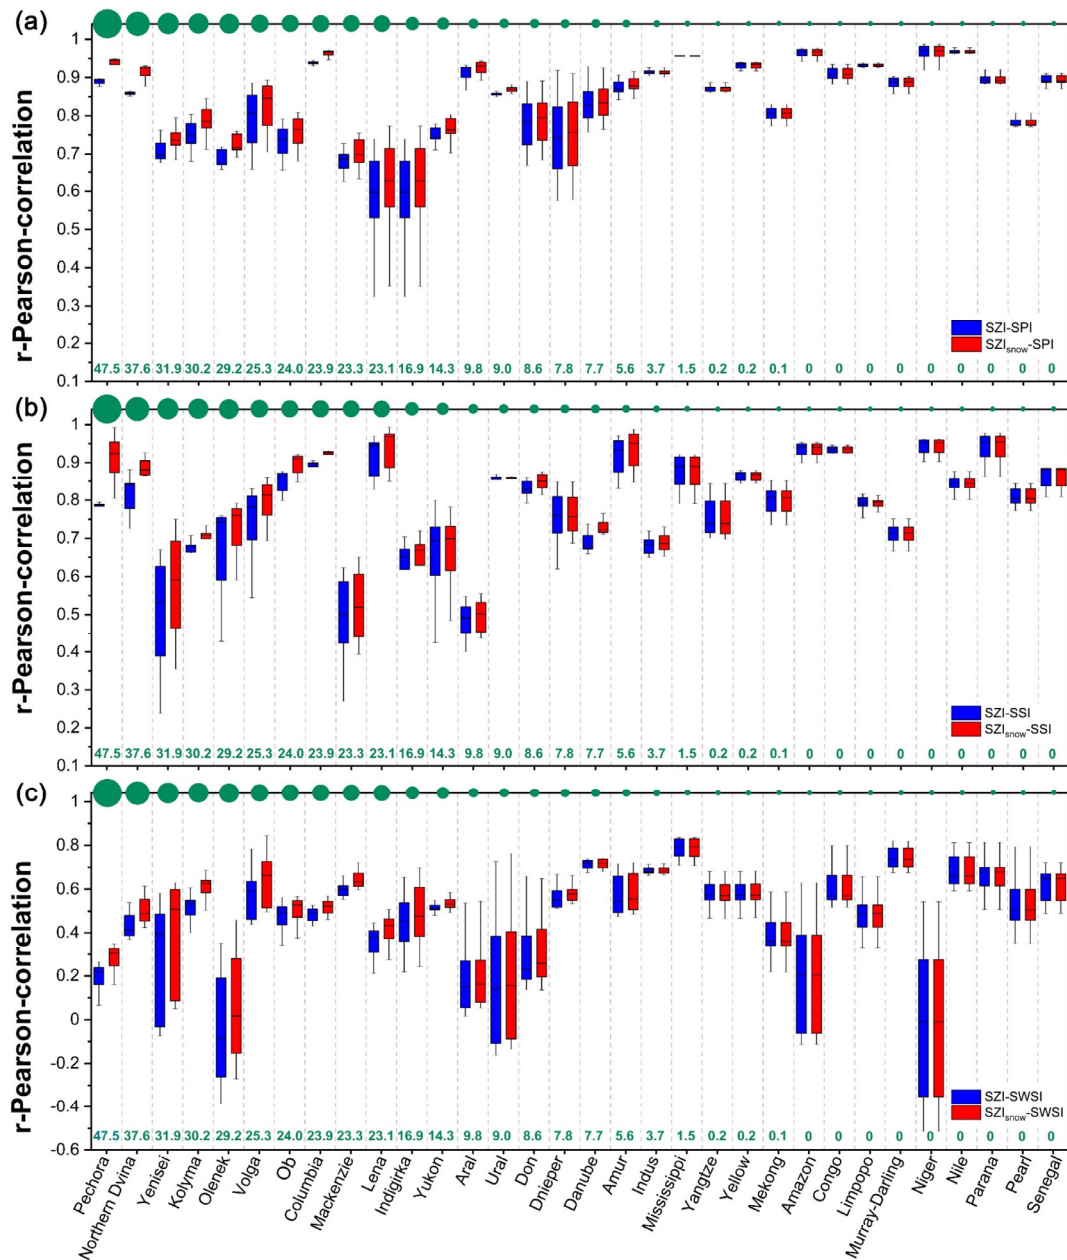 (a)
r-Pearson-correlation
1
0.9
0.8
0.7
0.6
0.5
0.4
0.3
0.2
0.1
SZI-SPI
SZIsnow-SPI
47.5 37.6 31.9 30.2 29.2 25.3 24.0 23.9 23.3 23.1 16.9 14.3 9.8 9.0 8.6 7.8 7.7 5.6 3.7 1.5 0.2 0.2 0.1 0 0 0 0 0 0 0 0 0
(b)
r-Pearson-correlation
1
0.9
0.8
0.7
0.6
0.5
0.4
0.3
0.2
0.1
SZI-SSI
SZIsnow-SSI
47.5 37.6 31.9 30.2 29.2 25.3 24.0 23.9 23.3 23.1 16.9 14.3 9.8 9.0 8.6 7.8 7.7 5.6 3.7 1.5 0.2 0.2 0.1 0 0 0 0 0 0 0 0 0
(c)
r-Pearson-correlation
1
0.8
0.6
0.4
0.2
0
-0.2
-0.4
-0.6
SZI-SWSI
SZIsnow-SWSI
47.5 37.6 31.9 30.2 29.2 25.3 24.0 23.9 23.3 23.1 16.9 14.3 9.8 9.0 8.6 7.8 7.7 5.6 3.7 1.5 0.2 0.2 0.1 0 0 0 0 0 0 0 0 0
Pechora
Northern Dvina
Yenisei
Kolyma
Olenek
Volga
Ob
Columbia
Mackenzie
Lena
Indigirka
Yukon
Aral
Ural
Don
Dnieper
Danube
Amur
Indus
Mississippi
Yangtze
Yellow
Mekong
Amazon
Congo
Limpopo
Murray-Darling
Niger
Nile
Parana
Pearl
Senegal